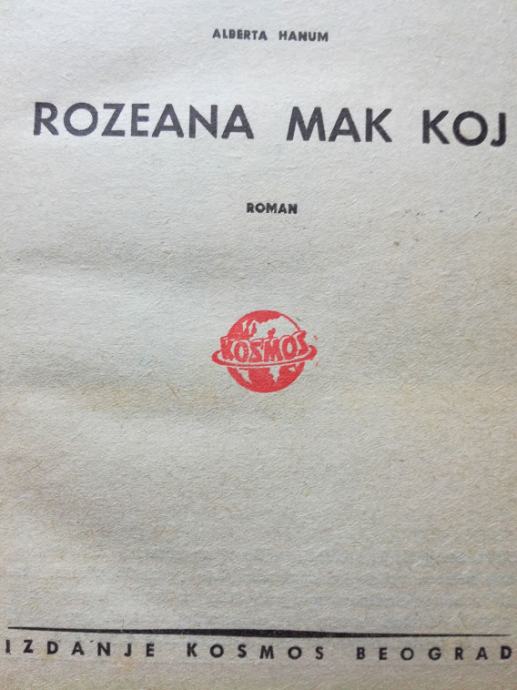 ALBERTA HANUM
ROZEANA MAK KOJ
ROMAN
KOSMOS
IZDANJE KOSMOS BEOGRAD